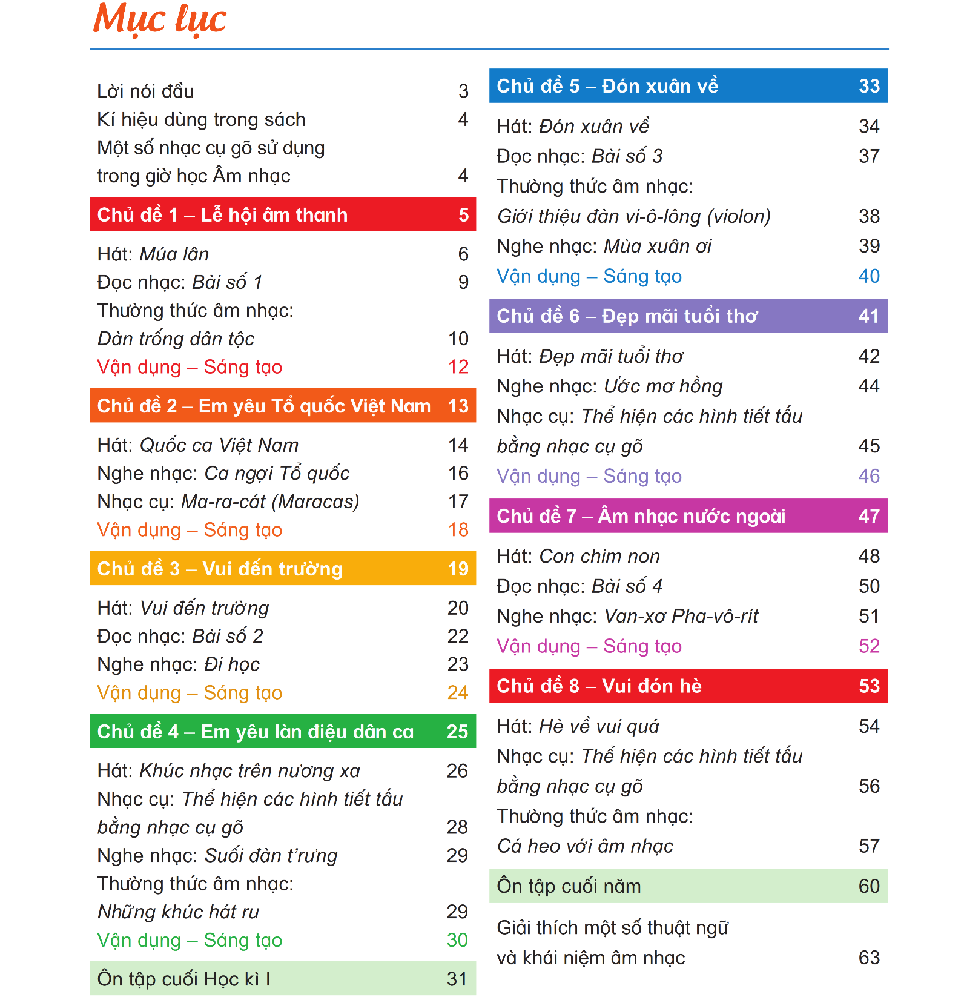 Mục lục
Lời nói đầu 3
Kí hiệu dùng trong sách 4
Một số nhạc cụ gõ sử dụng
trong giờ học Âm nhạc 4
Chủ đề 1 – Lễ hội âm thanh 5
Hát: Múa lân 6
Đọc nhạc: Bài số 1 9
Thường thức âm nhạc:
Dàn trống dân tộc 10
Vận dụng – Sáng tạo 12
Chủ đề 2 – Em yêu Tổ quốc Việt Nam 13
Hát: Quốc ca Việt Nam 14
Nghe nhạc: Ca ngợi Tổ quốc 16
Nhạc cụ: Ma-ra-cát (Maracas) 17
Vận dụng – Sáng tạo 18
Chủ đề 3 – Vui đến trường 19
Hát: Vui đến trường 20
Đọc nhạc: Bài số 2 22
Nghe nhạc: Đi học 23
Vận dụng – Sáng tạo 24
Chủ đề 4 – Em yêu làn điệu dân ca 25
Hát: Khúc nhạc trên nương xa 26
Nhạc cụ: Thể hiện các hình tiết tấu
bằng nhạc cụ gõ 28
Nghe nhạc: Suối đàn t’rưng 29
Thường thức âm nhạc:
Những khúc hát ru 29
Vận dụng – Sáng tạo 30
Ôn tập cuối Học kì I 31
Chủ đề 5 – Đón xuân về 33
Hát: Đón xuân về 34
Đọc nhạc: Bài số 3 37
Thường thức âm nhạc:
Giới thiệu đàn vi-ô-lông (violon) 38
Nghe nhạc: Mùa xuân ơi 39
Vận dụng – Sáng tạo 40
Chủ đề 6 – Đẹp mãi tuổi thơ 41
Hát: Đẹp mãi tuổi thơ 42
Nghe nhạc: Ước mơ hồng 44
Nhạc cụ: Thể hiện các hình tiết tấu
bằng nhạc cụ gõ 45
Vận dụng – Sáng tạo 46
Chủ đề 7 – Âm nhạc nước ngoài 47
Hát: Con chim non 48
Đọc nhạc: Bài số 4 50
Nghe nhạc: Van-xơ Pha-vô-rít 51
Vận dụng – Sáng tạo 52
Chủ đề 8 – Vui đón hè 53
Hát: Hè về vui quá 54
Nhạc cụ: Thể hiện các hình tiết tấu
bằng nhạc cụ gõ 56
Thường thức âm nhạc:
Cá heo với âm nhạc 57
Ôn tập cuối năm 60
Giải thích một số thuật ngữ
và khái niệm âm nhạc 63